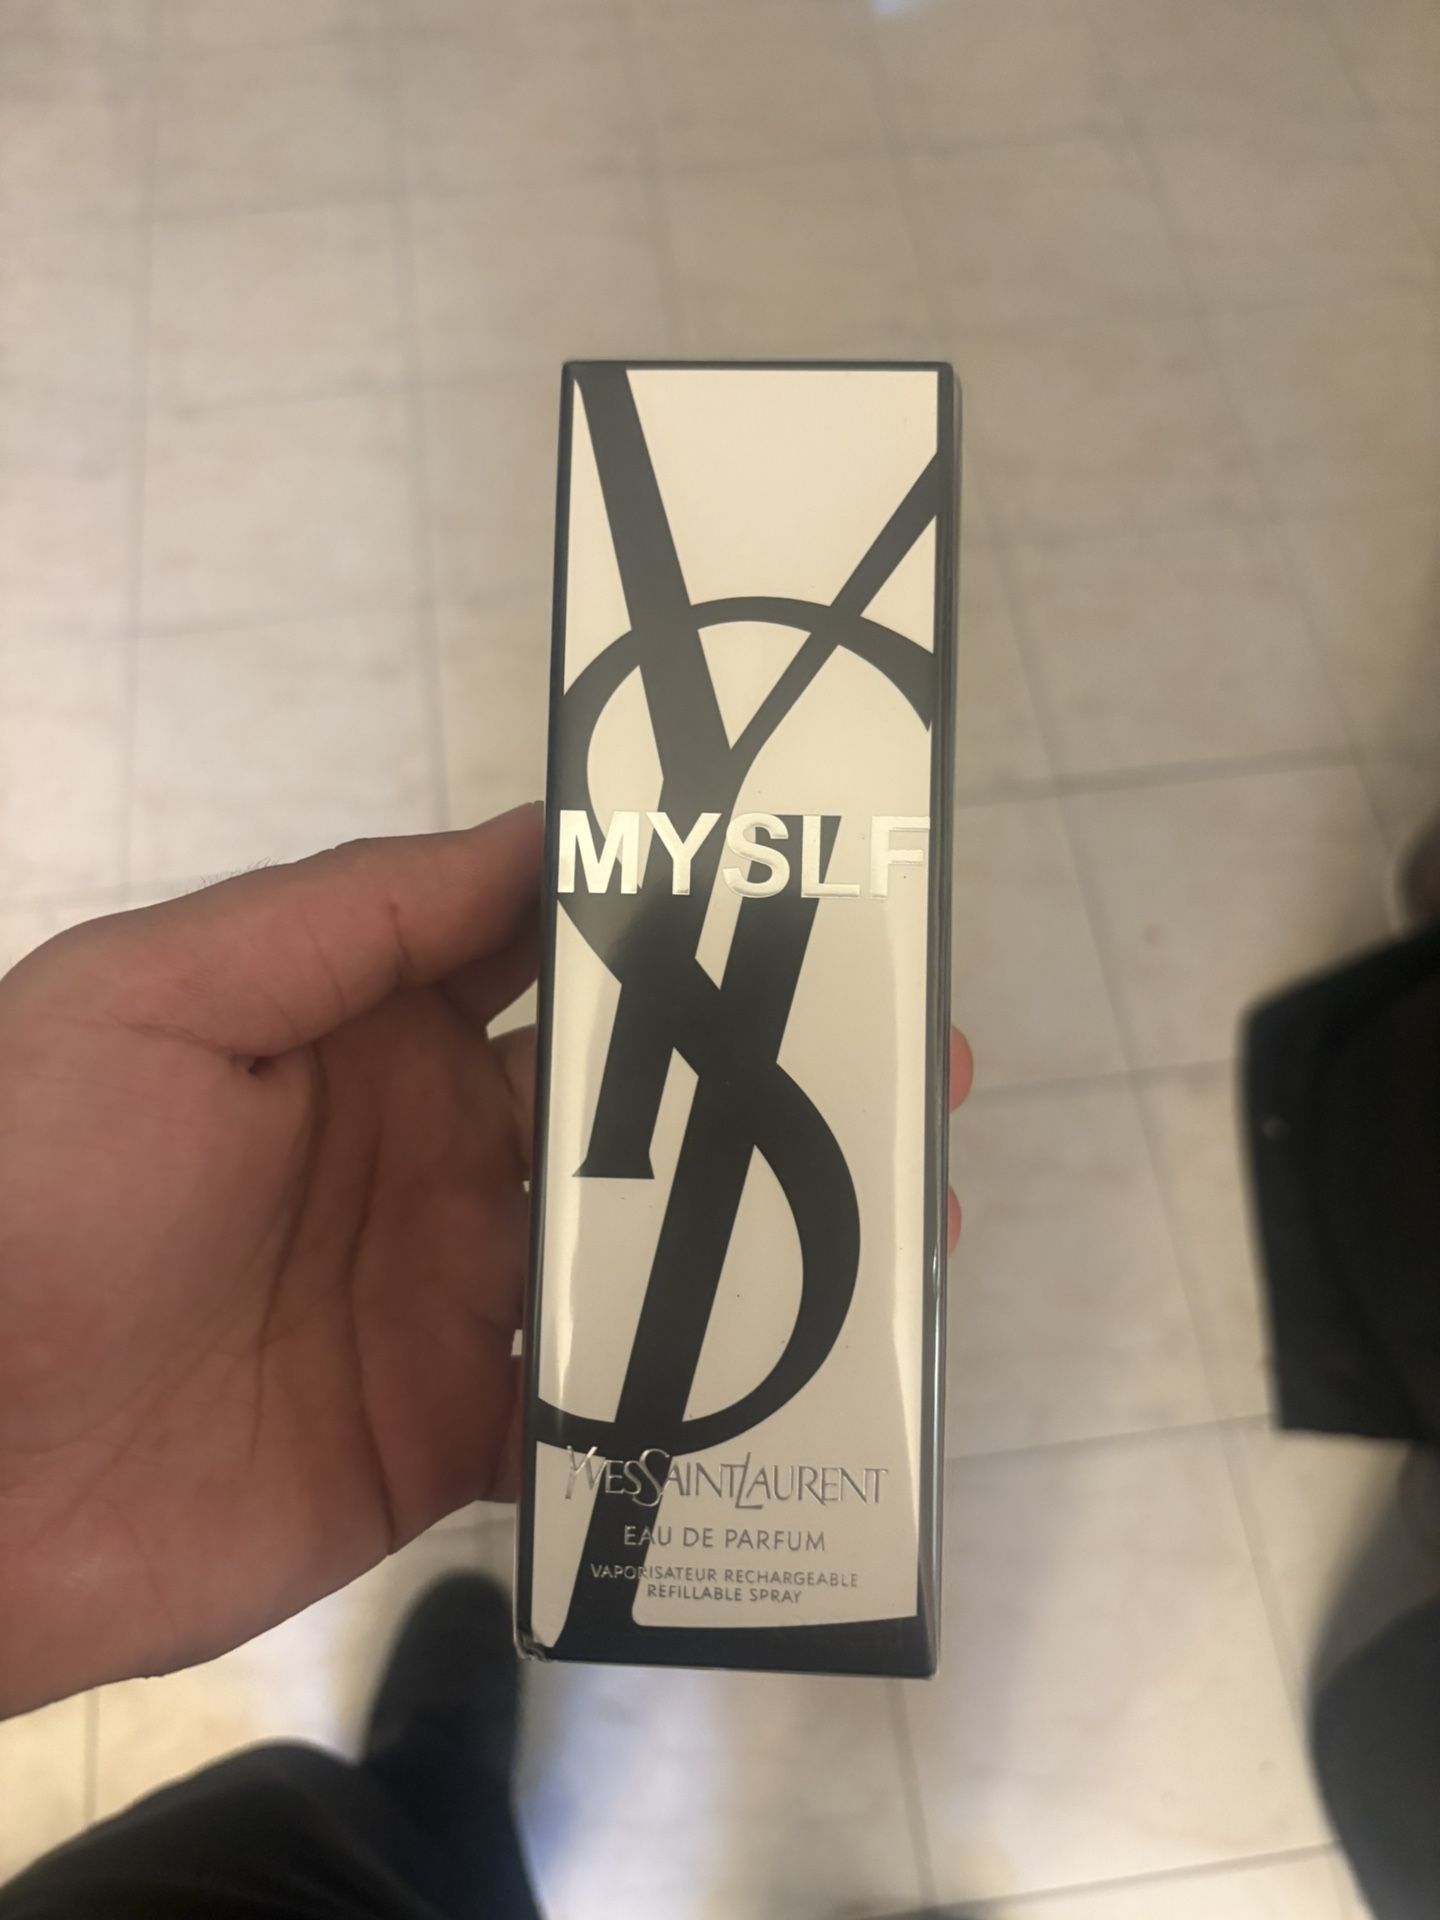 MYSLF
YVESSAINTLAURENT
EAU DE PARFUM
VAPORISATEUR RECHARGEABLE
REFILLABLE SPRAY